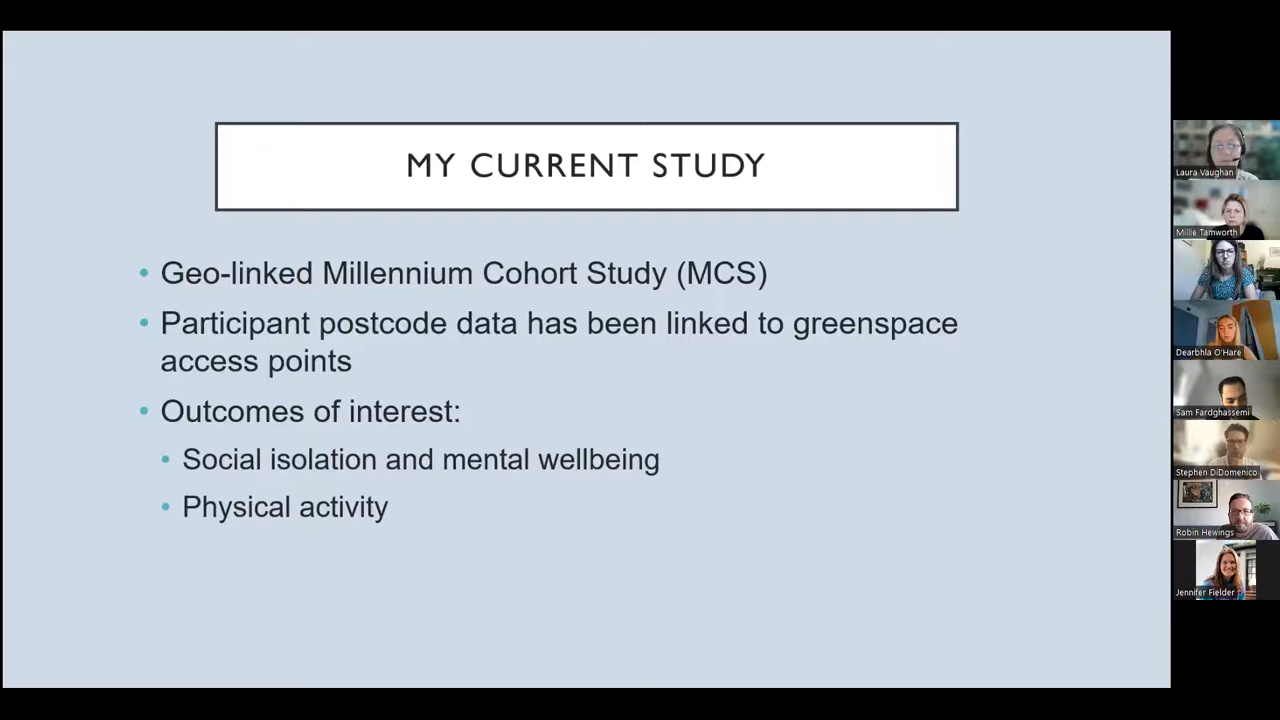 MY CURRENT STUDY
• Geo-linked Millennium Cohort Study (MCS)
• Participant postcode data has been linked to greenspace
access points
• Outcomes of interest:
• Social isolation and mental wellbeing
• Physical activity
Laura Vaughan
Millie Tamworth
Dearbhla O'Hare
Sam Fardghassemi
Stephen DiDomenico
Robin Hewings
Jennifer Fielder